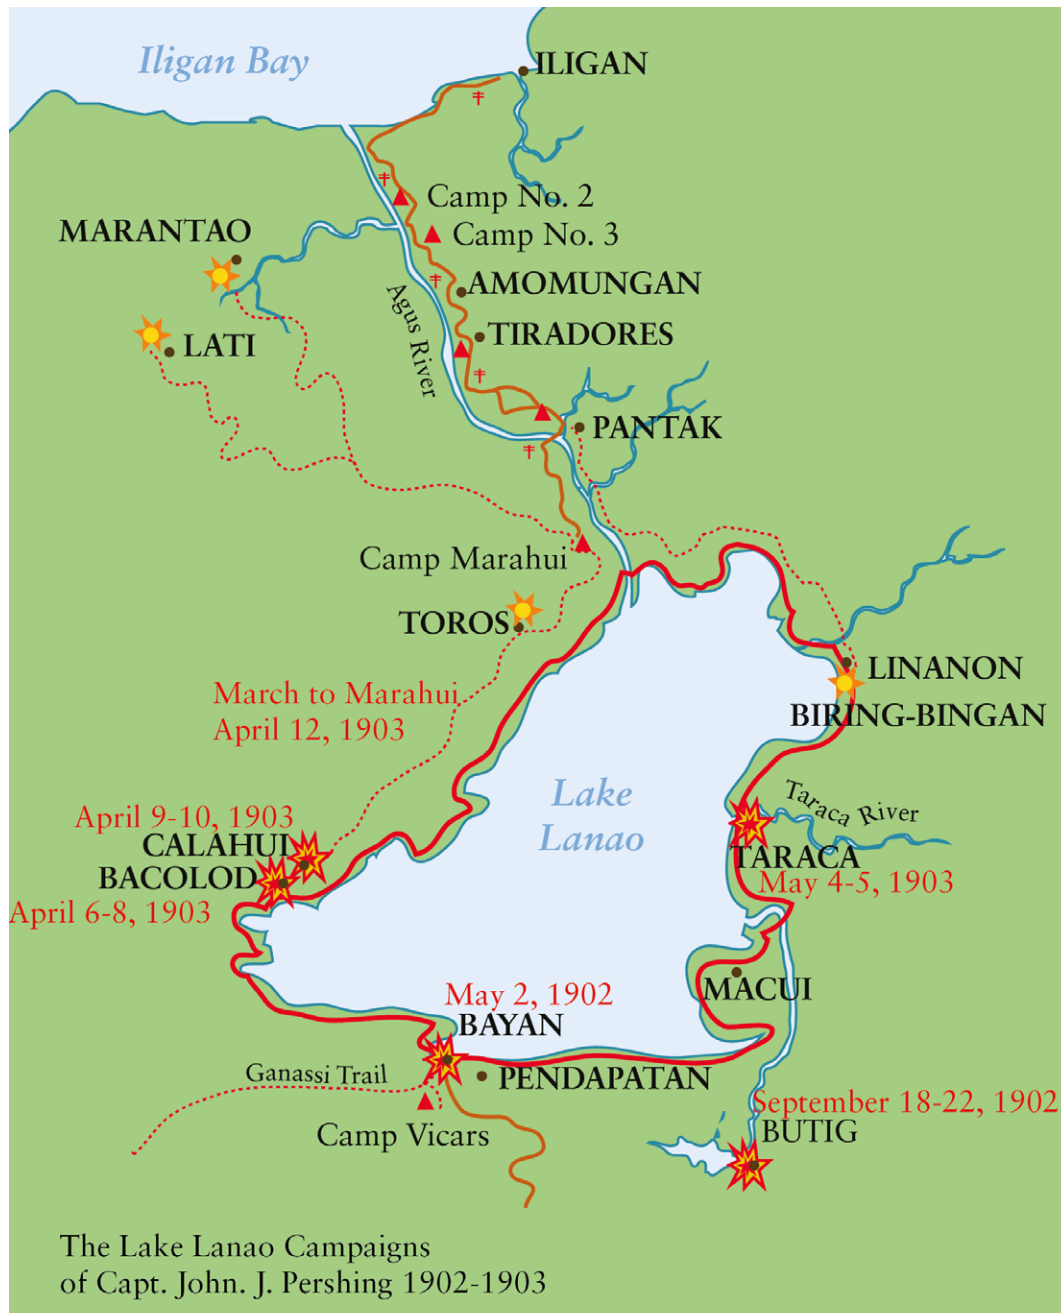 Iligan Bay
ILIGAN
Camp No. 2
Camp No. 3
MARANTAO
AMOMUNGAN
Agus River
TIRADORES
LATI
PANTAK
Camp Marahui
TOROS
LINANON
March to Marahui
April 12, 1903
BIRING-BINGAN
Lake
Lanao
Taraca River
April 9-10, 1903
CALAHUI
TARACA
BACOLOD
May 4-5, 1903
April 6-8, 1903
MACUI
May 2, 1902
BAYAN
Ganassi Trail
PENDAPATAN
September 18-22, 1902
BUTIG
Camp Vicars
The Lake Lanao Campaigns
of Capt. John. J. Pershing 1902-1903